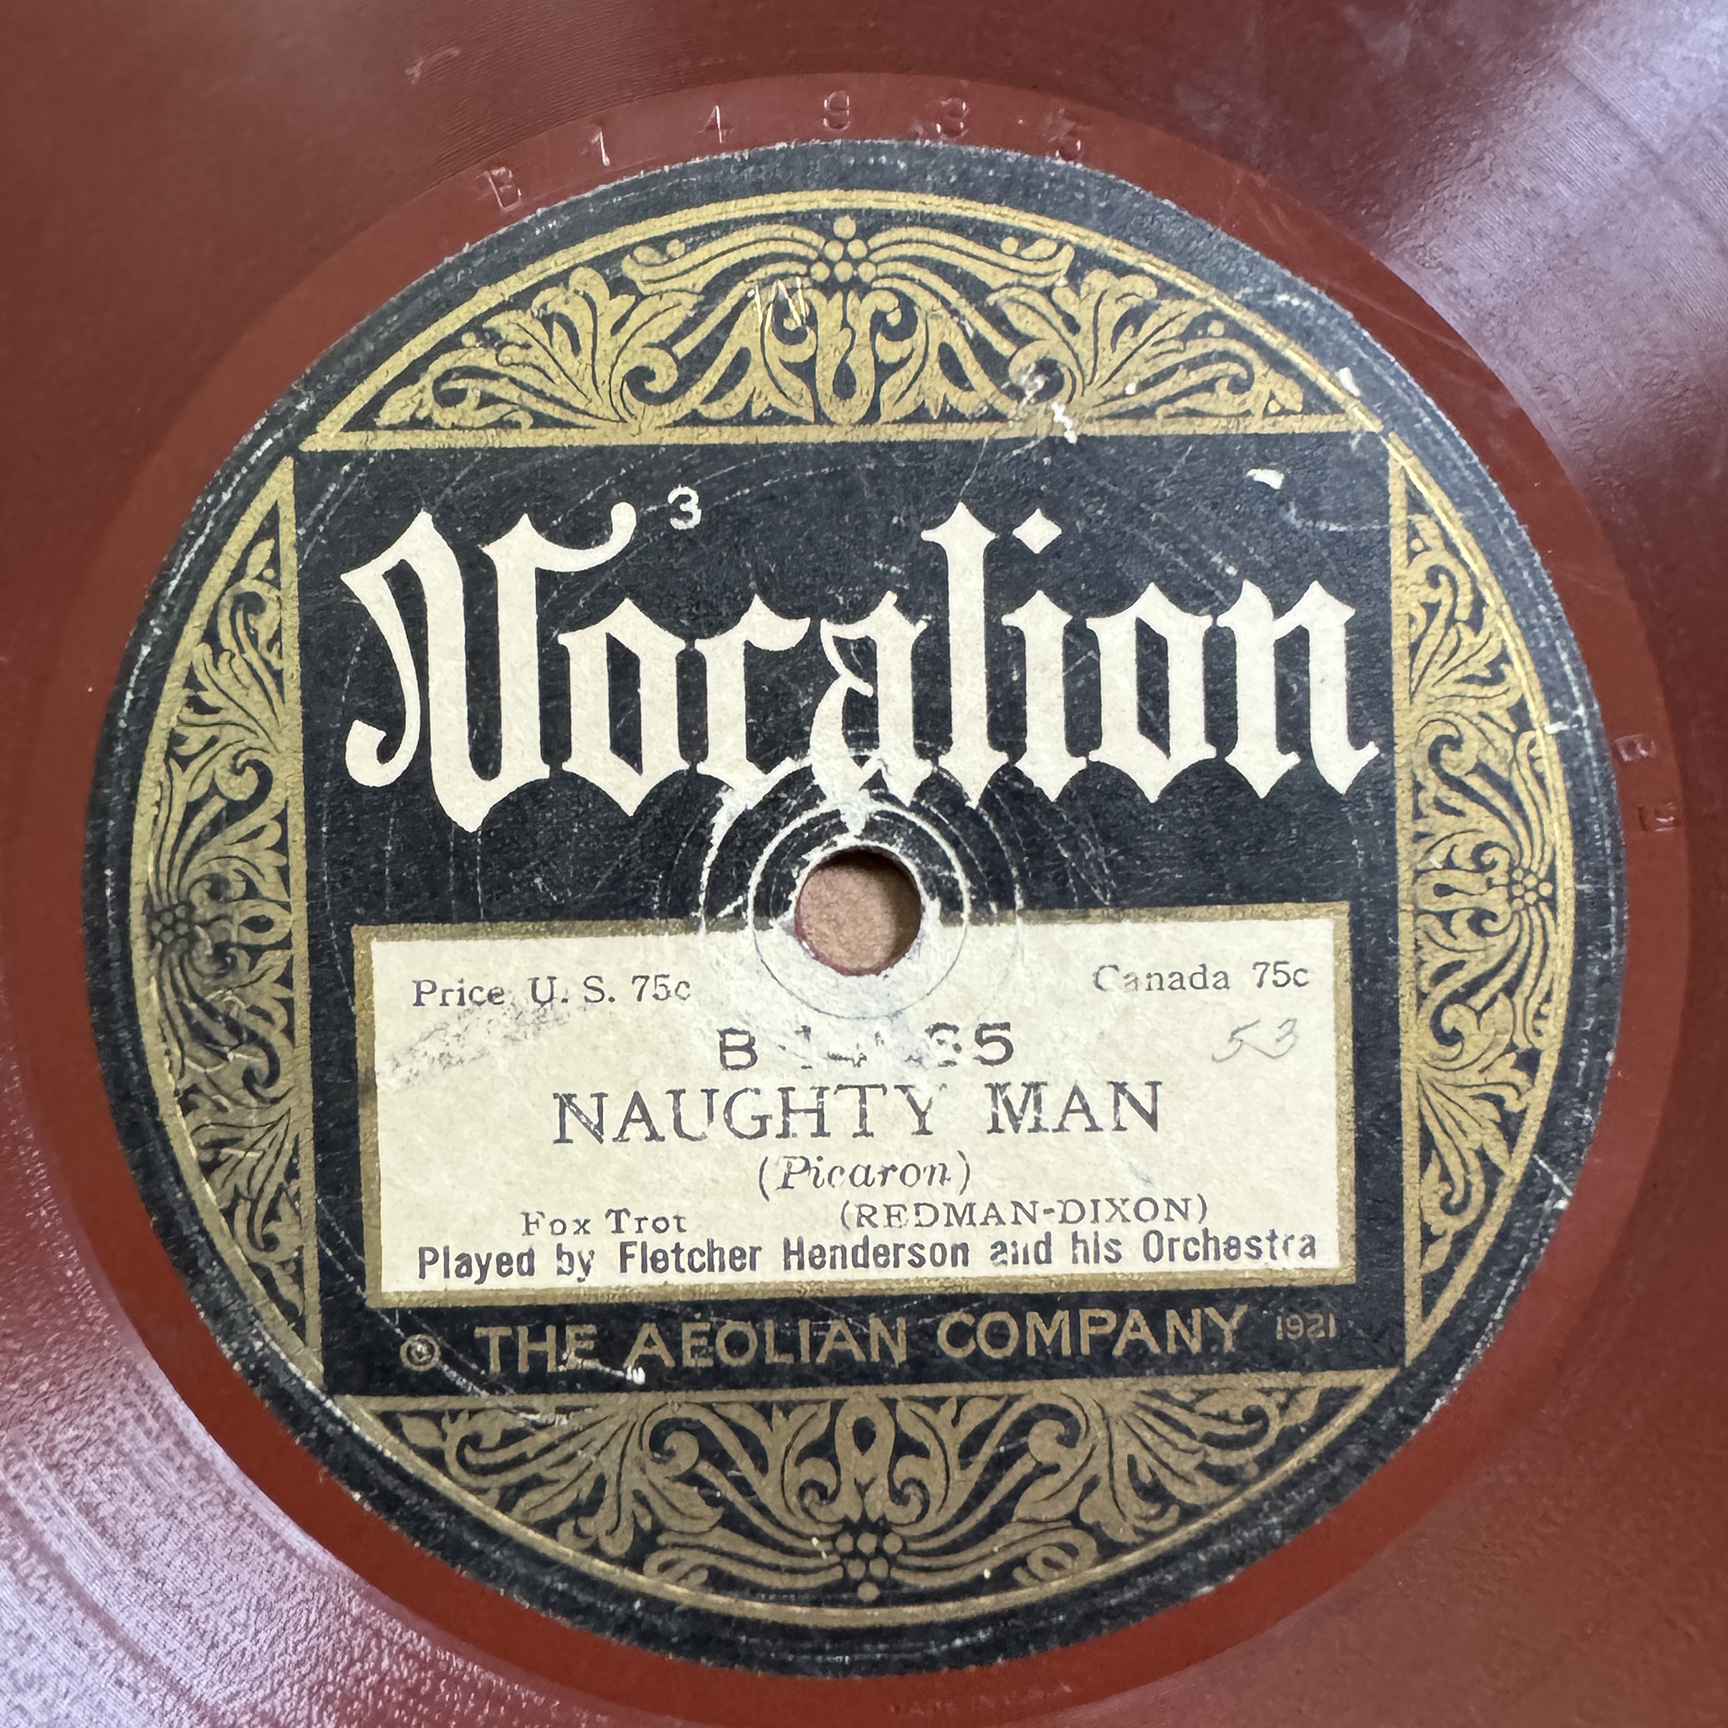 B 1 4 9 3 5
W
3
Vocalion
Price U. S. 75c
Canada 75c
53
NAUGHTY MAN
(Picaron)
Fox Trot
(REDMAN-DIXON)
Played by Fletcher Henderson and his Orchestra
© THE AEOLIAN COMPANY 1921